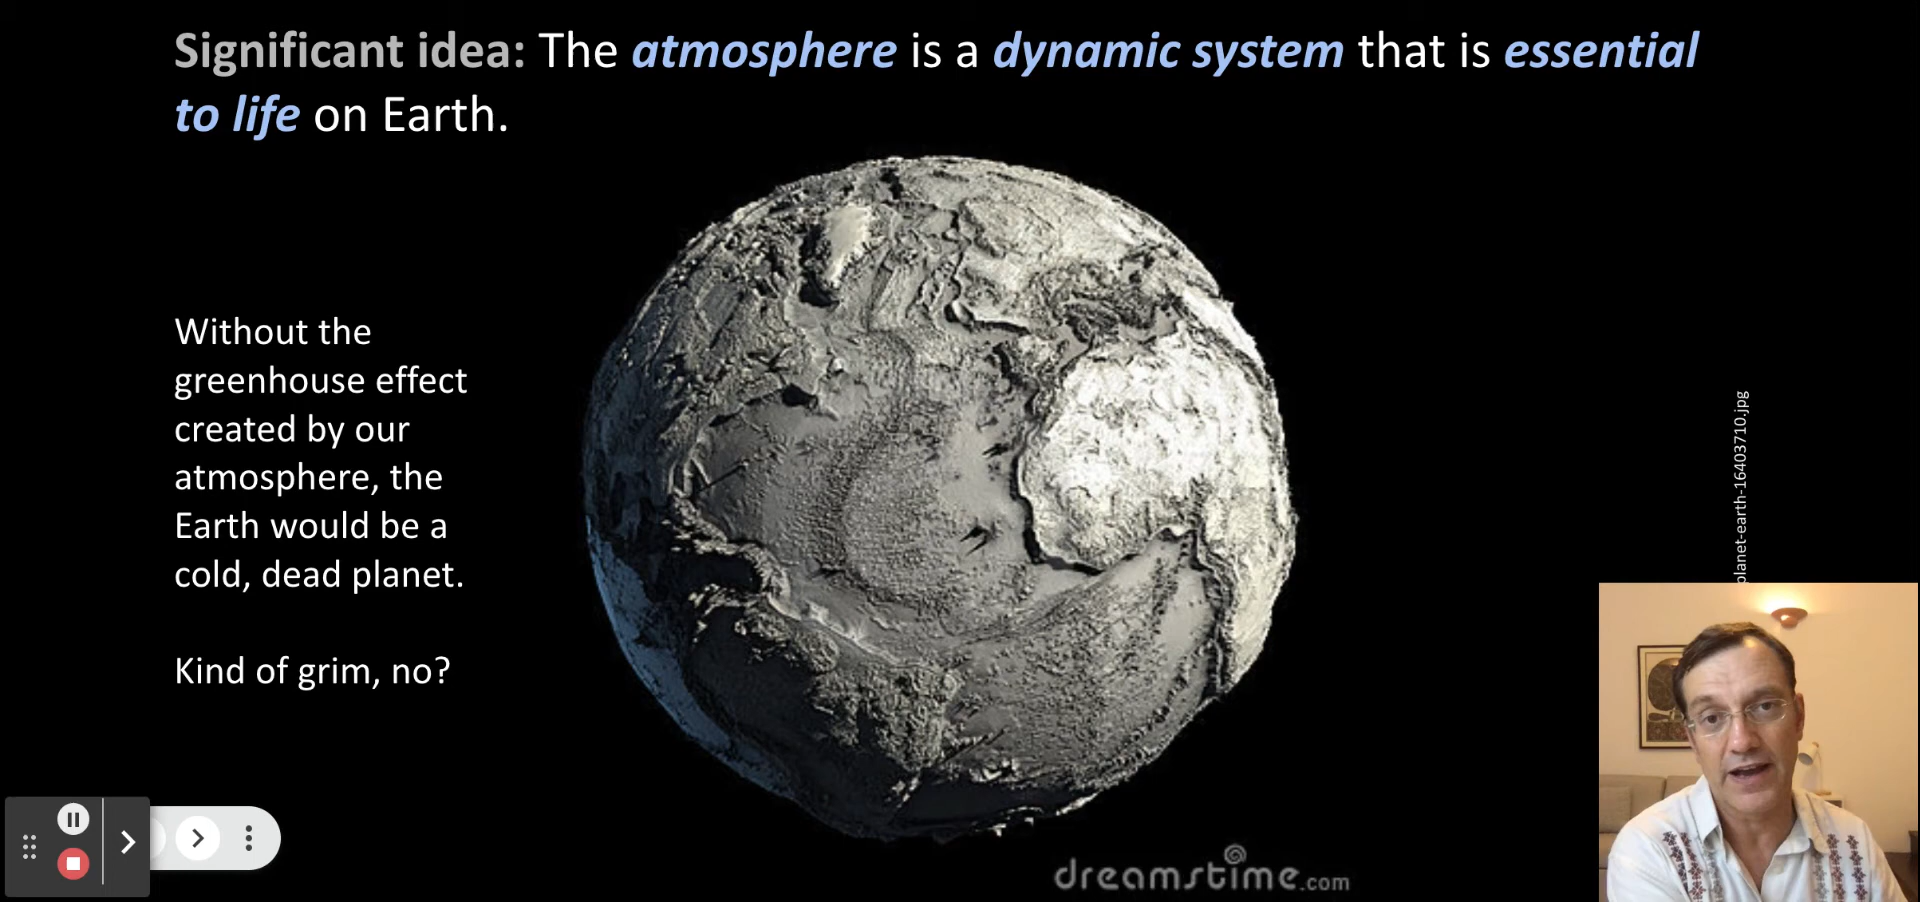 Significant idea: The atmosphere is a dynamic system that is essential
to life on Earth.
Without the
greenhouse effect
created by our
atmosphere, the
Earth would be a
cold, dead planet.
Kind of grim, no?
planet-earth-16403710.jpg
dreamstime.com